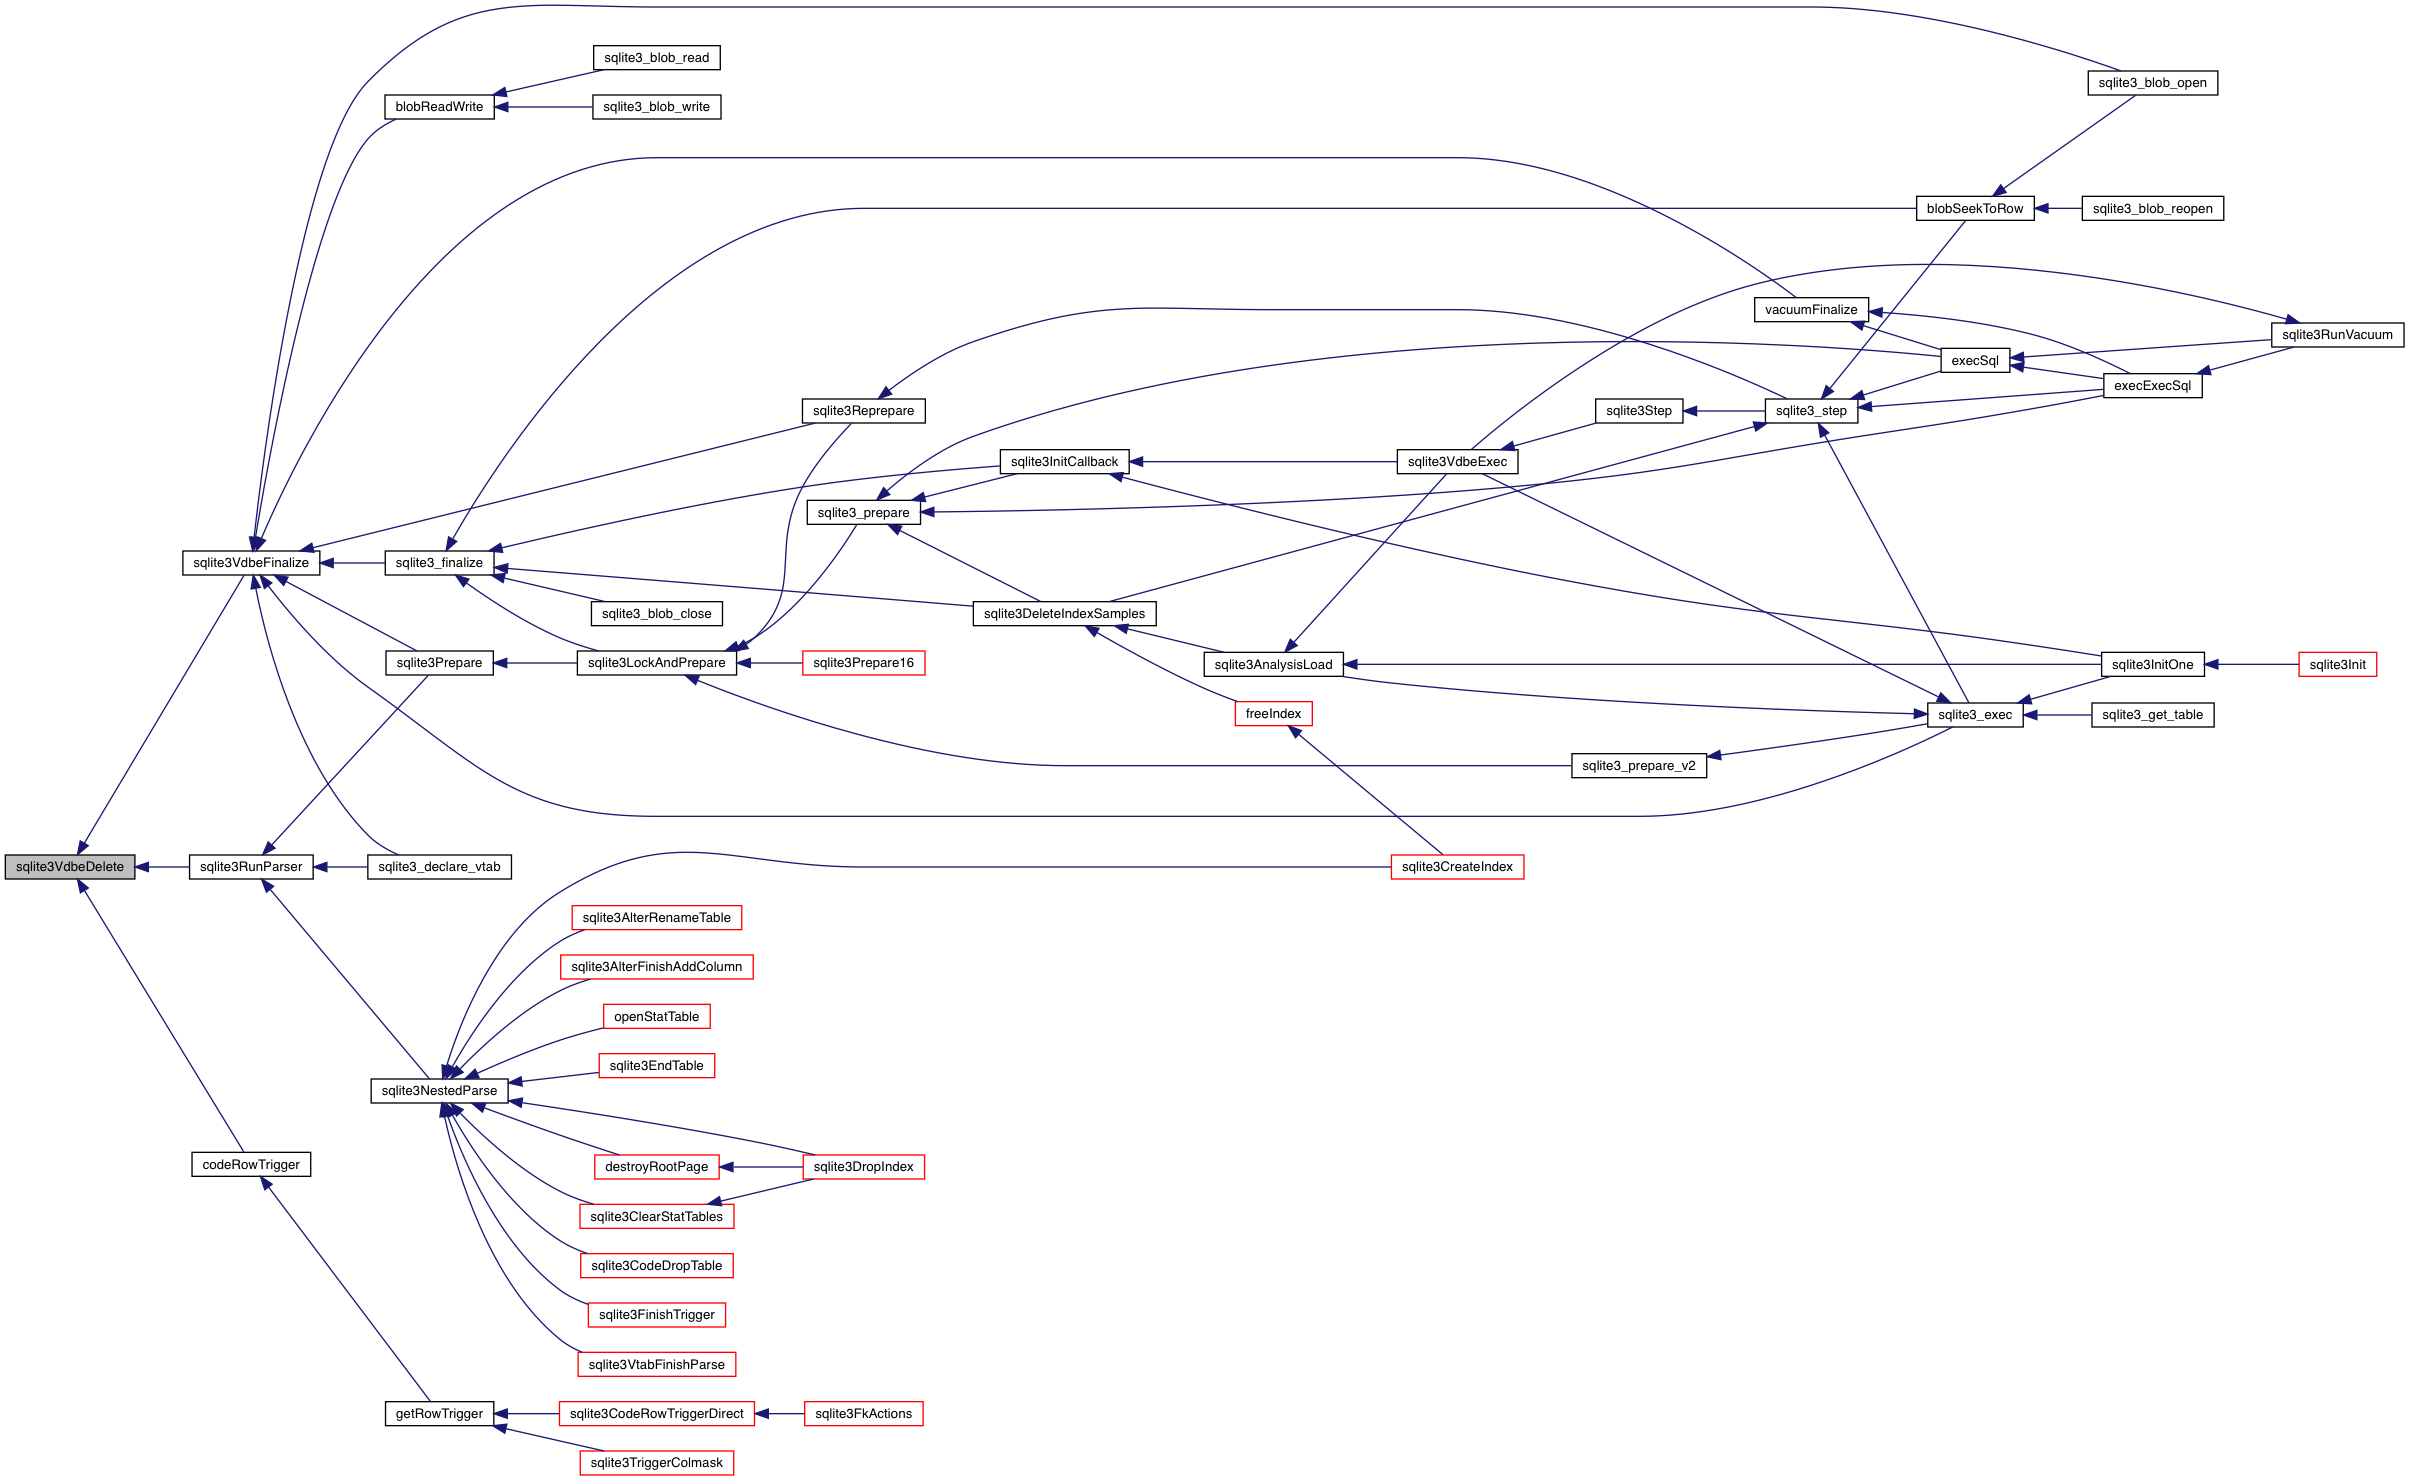 sqlite3_blob_read
sqlite3_blob_open
blobReadWrite
sqlite3_blob_write
blobSeekToRow
sqlite3_blob_reopen
vacuumFinalize
sqlite3RunVacuum
execSql
execExecSql
sqlite3Reprepare
sqlite3Step
sqlite3_step
sqlite3InitCallback
sqlite3VdbeExec
sqlite3_prepare
sqlite3VdbeFinalize
sqlite3_finalize
sqlite3_blob_close
sqlite3DeleteIndexSamples
sqlite3Prepare
sqlite3LockAndPrepare
sqlite3Prepare16
sqlite3AnalysisLoad
sqlite3InitOne
sqlite3Init
freeIndex
sqlite3_exec
sqlite3_get_table
sqlite3_prepare_v2
sqlite3VdbeDelete
sqlite3RunParser
sqlite3_declare_vtab
sqlite3CreateIndex
sqlite3AlterRenameTable
sqlite3AlterFinishAddColumn
openStatTable
sqlite3EndTable
sqlite3NestedParse
codeRowTrigger
destroyRootPage
sqlite3DropIndex
sqlite3ClearStatTables
sqlite3CodeDropTable
sqlite3FinishTrigger
sqlite3VtabFinishParse
getRowTrigger
sqlite3CodeRowTriggerDirect
sqlite3FkActions
sqlite3TriggerColmask